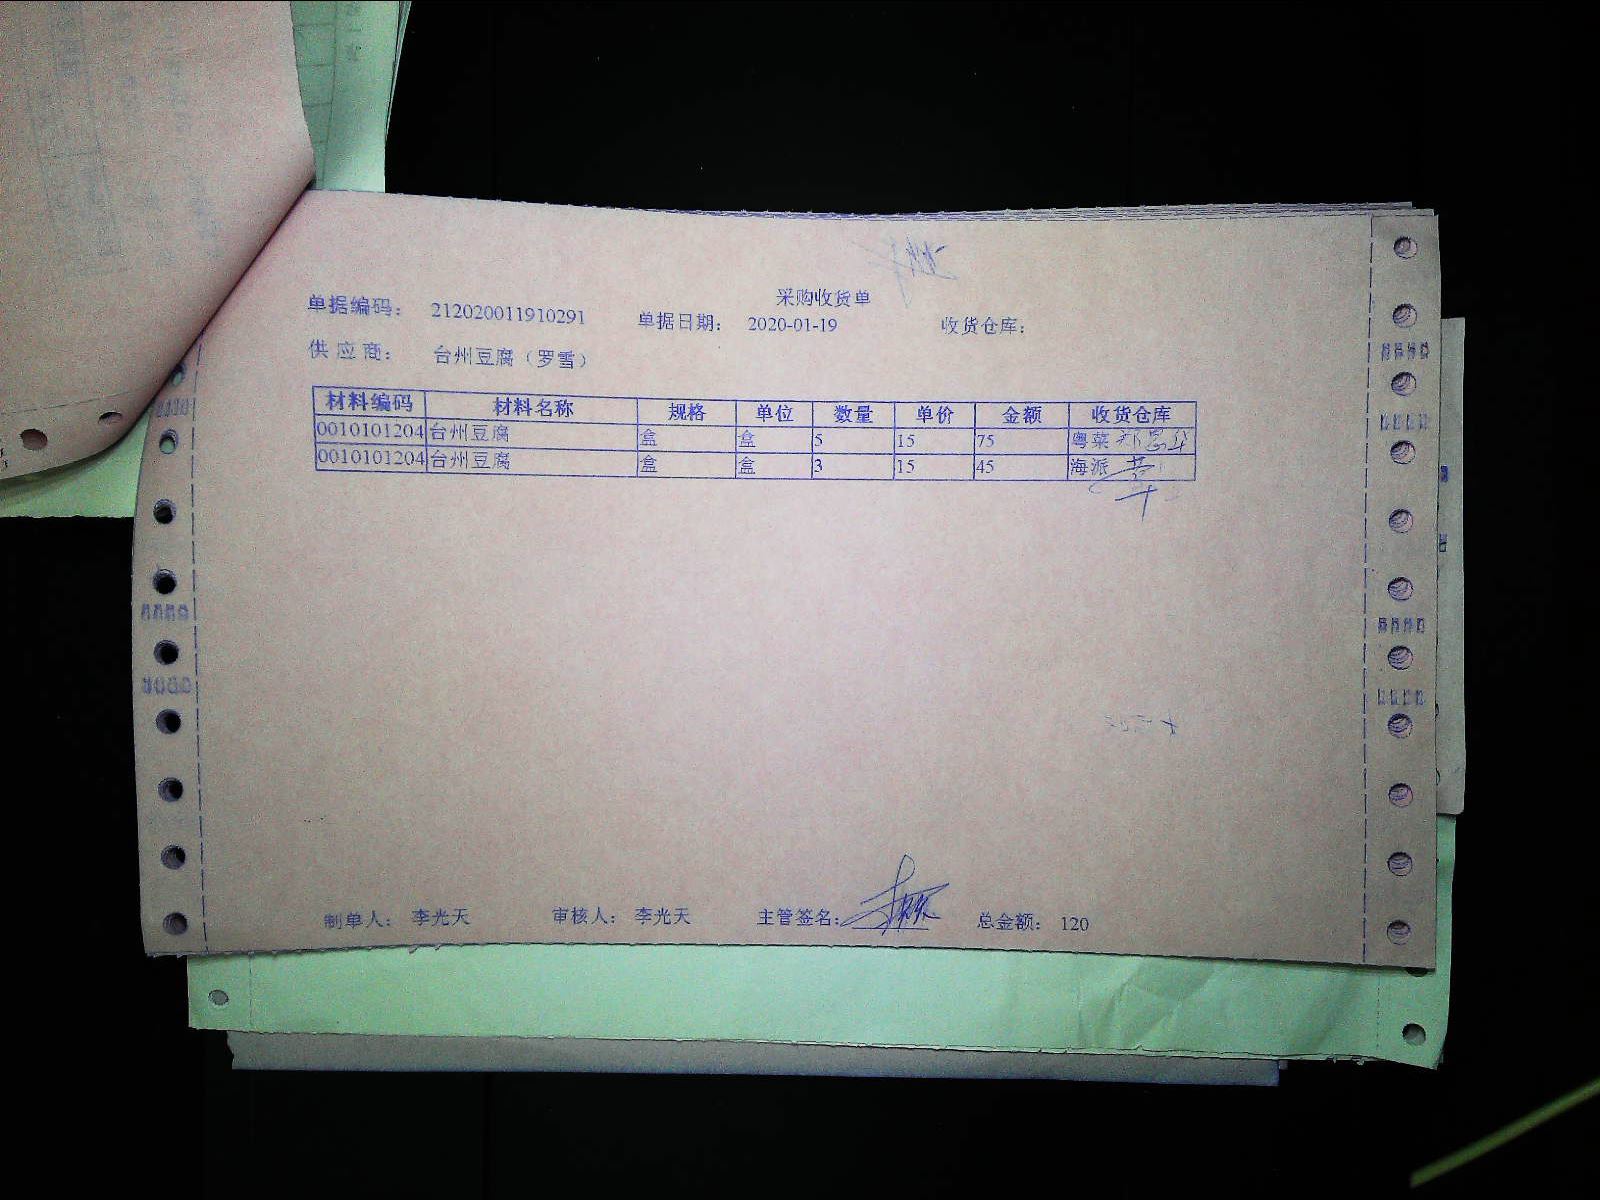 采购收货单
单据编码： 212020011910291 单据日期： 2020-01-19 收货仓库：
供应商： 台州豆腐（罗雪）
材料编码 材料名称 规格 单位 数量 单价 金额 收货仓库
0010101204 台州豆腐 盒 盒 5 15 75 粤菜
0010101204 台州豆腐 盒 盒 3 15 45 海派
制单人： 李光天 审核人： 李光天 主管签名： 总金额： 120